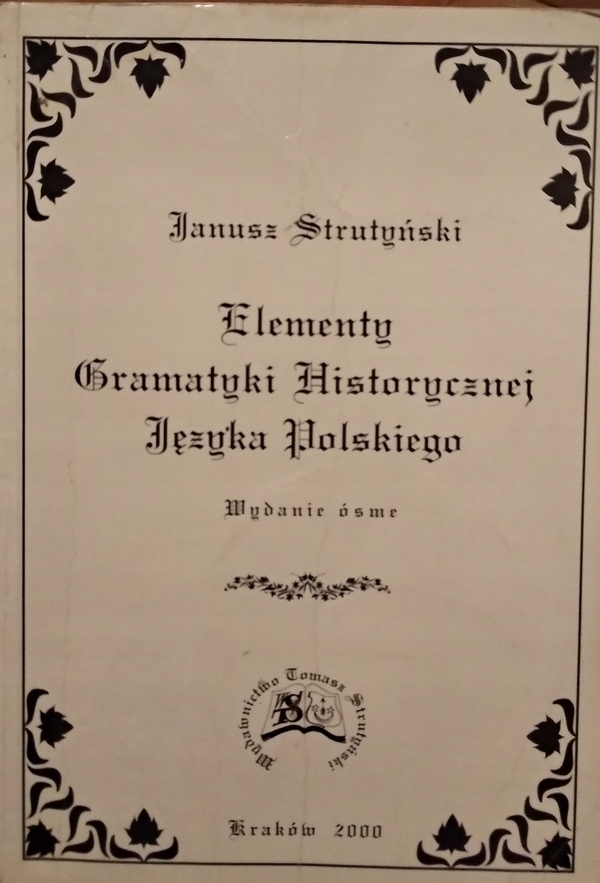 Janusz Strutyński
Elementy
Gramatyki Historycznej
Języka Polskiego
Wydanie ósme
Wydawnictwo Tomasz Strutyński
Kraków 2000